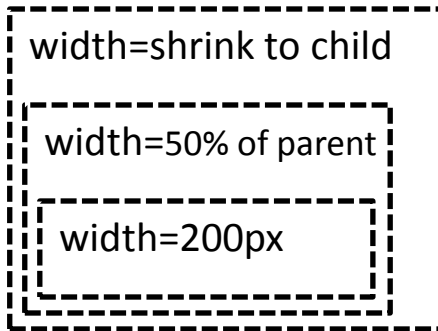 width=shrink to child
width=50% of parent
width=200px